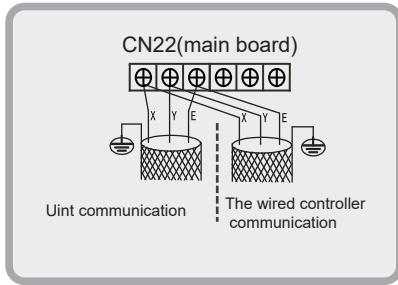 CN22(main board)
X Y E X Y E
Uint communication
The wired controller
communication